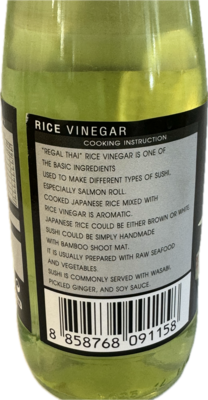 RICE VINEGAR
COOKING INSTRUCTION
"REGAL THAI" RICE VINEGAR IS ONE OF
THE BASIC INGREDIENTS
USED TO MAKE DIFFERENT TYPES OF SUSHI,
ESPECIALLY SALMON ROLL.
COOKED JAPANESE RICE MIXED WITH
RICE VINEGAR IS AROMATIC.
JAPANESE RICE COULD BE EITHER BROWN OR WHITE.
SUSHI COULD BE SIMPLY HANDMADE
WITH BAMBOO SHOOT MAT.
IT IS USUALLY PREPARED WITH RAW SEAFOOD
AND VEGETABLES.
SUSHI IS COMMONLY SERVED WITH WASABI,
PICKLED GINGER, AND SOY SAUCE
8 858768 091158